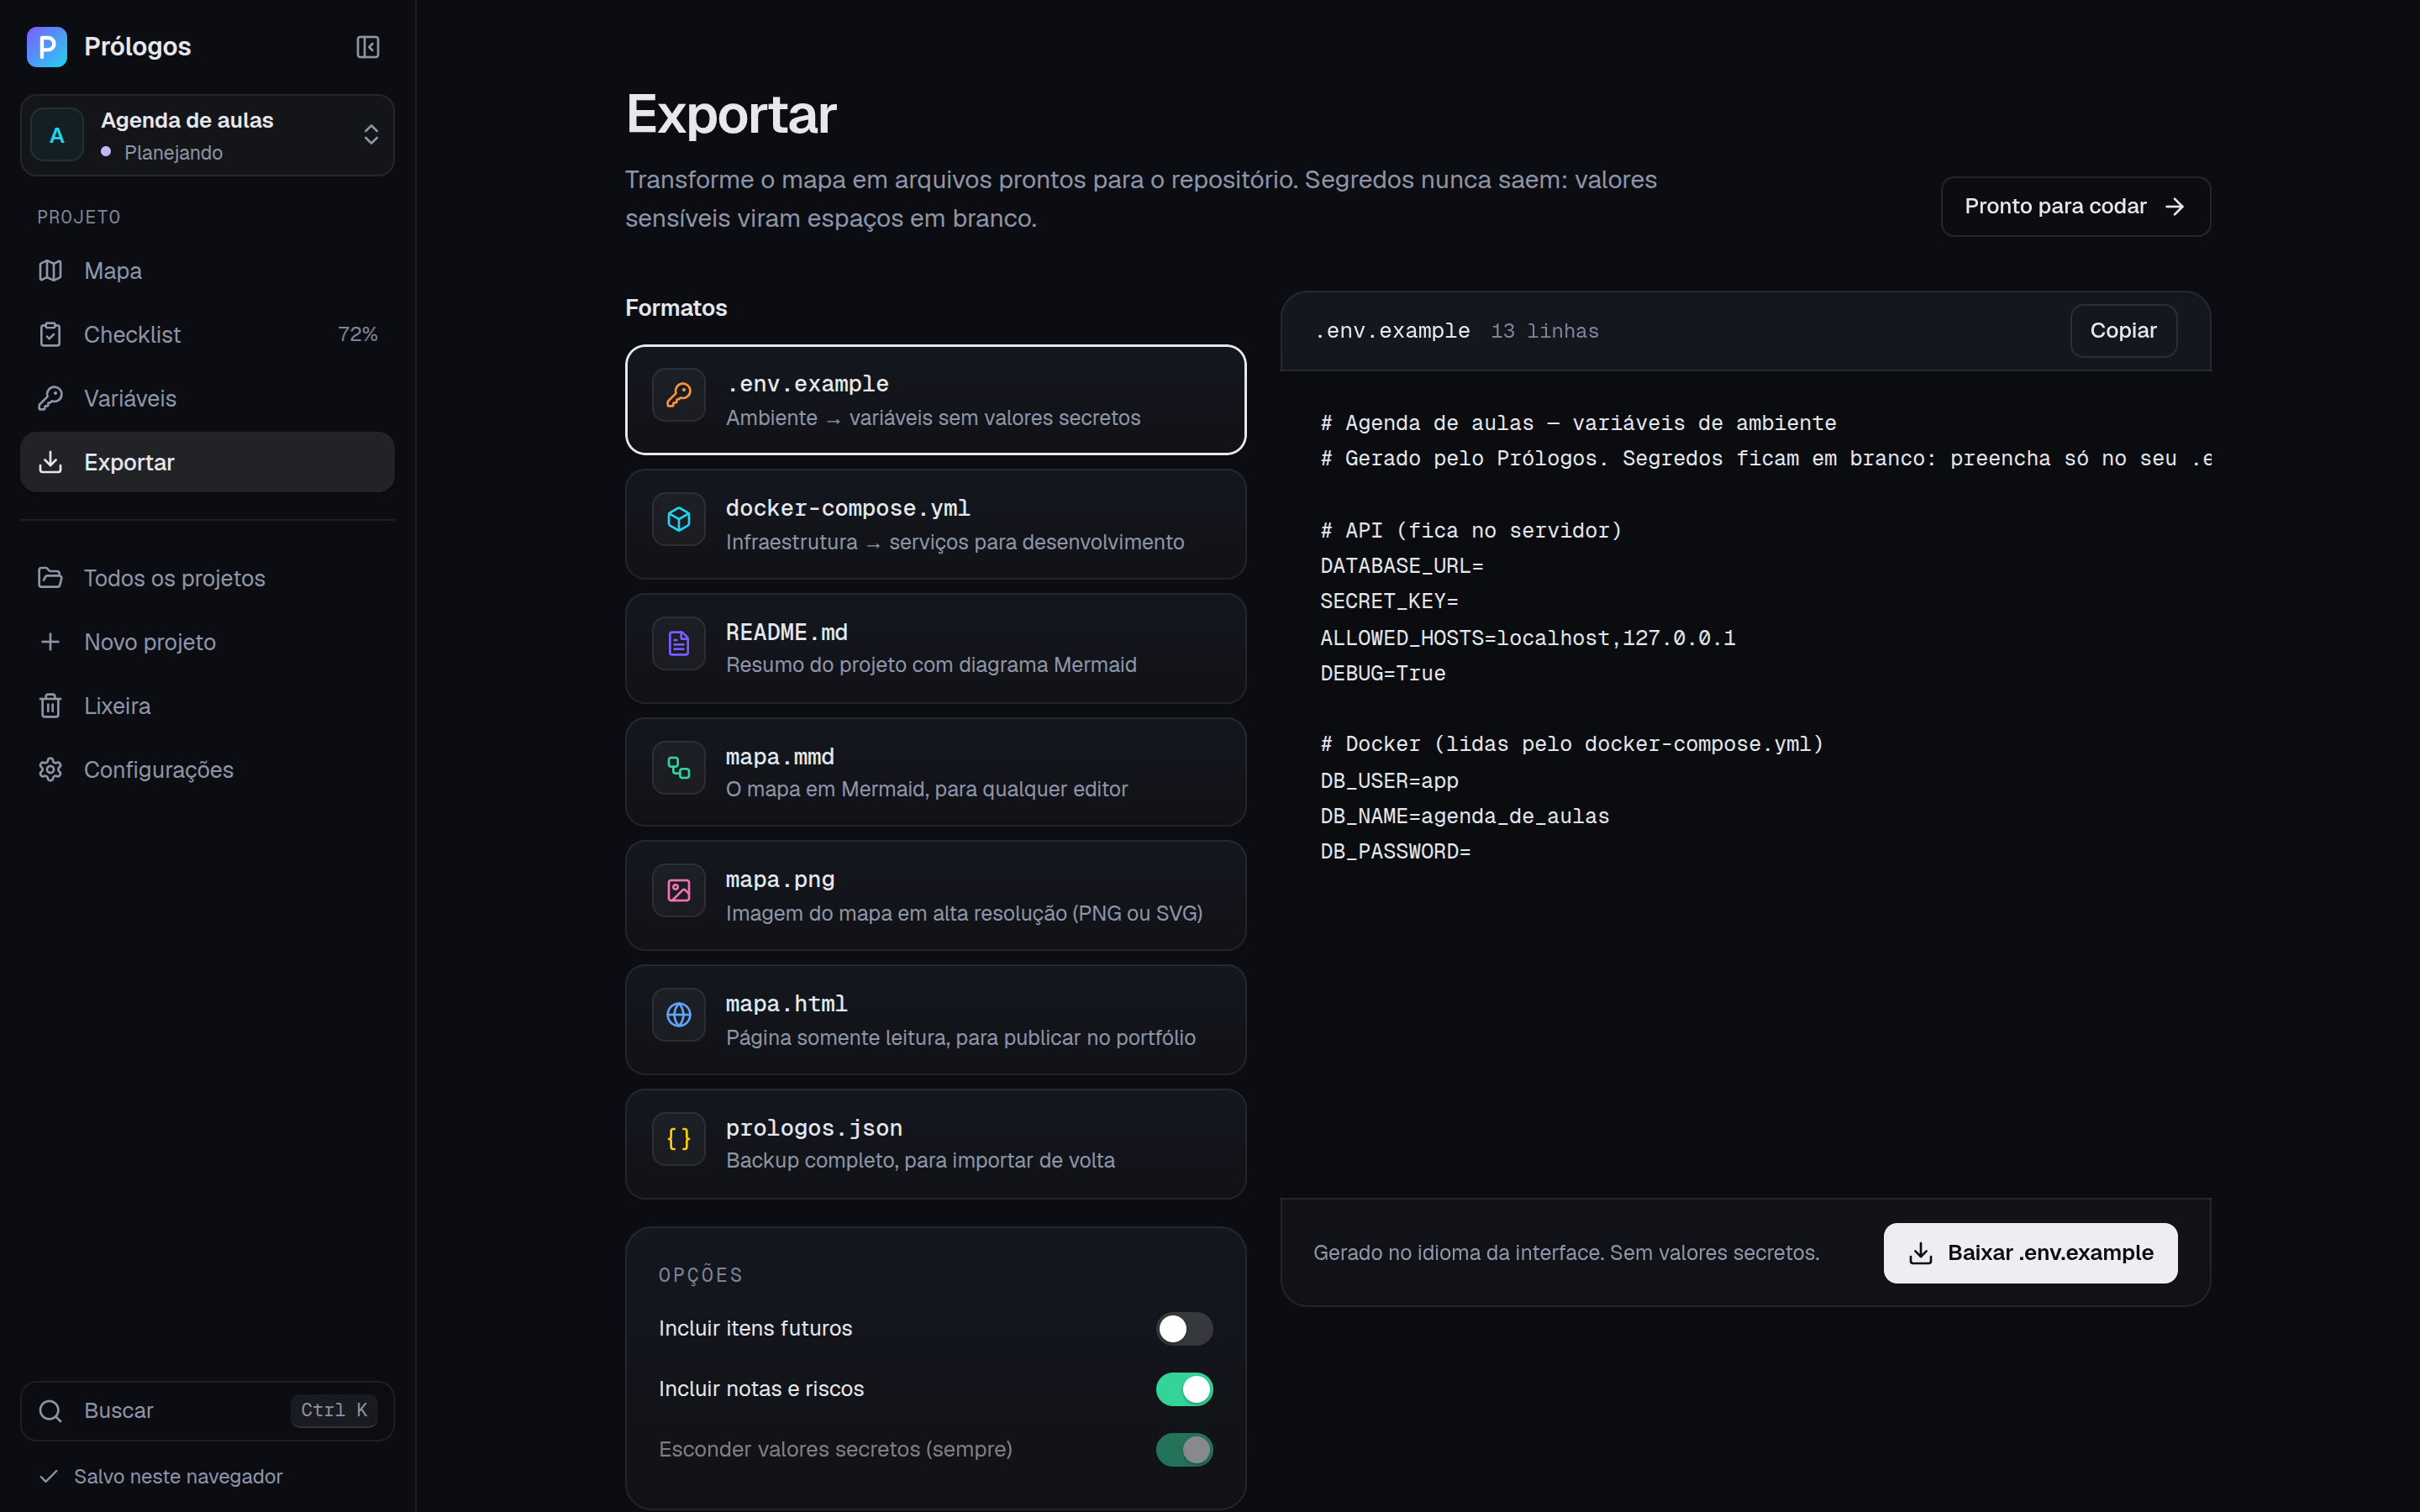 P Prólogos
A
Agenda de aulas
Planejando
PROJETO
Mapa
Checklist 72%
Variáveis
Exportar
Todos os projetos
Novo projeto
Lixeira
Configurações
Buscar Ctrl K
Salvo neste navegador
Exportar
Transforme o mapa em arquivos prontos para o repositório. Segredos nunca saem: valores
sensíveis viram espaços em branco.
Pronto para codar
Formatos
.env.example
Ambiente → variáveis sem valores secretos
docker-compose.yml
Infraestrutura → serviços para desenvolvimento
README.md
Resumo do projeto com diagrama Mermaid
mapa.mmd
O mapa em Mermaid, para qualquer editor
mapa.png
Imagem do mapa em alta resolução (PNG ou SVG)
mapa.html
Página somente leitura, para publicar no portfólio
prologos.json
Backup completo, para importar de volta
OPÇÕES
Incluir itens futuros
Incluir notas e riscos
Esconder valores secretos (sempre)
.env.example 13 linhas
Copiar
# Agenda de aulas — variáveis de ambiente
# Gerado pelo Prólogos. Segredos ficam em branco: preencha só no seu .e
# API (fica no servidor)
DATABASE_URL=
SECRET_KEY=
ALLOWED_HOSTS=localhost,127.0.0.1
DEBUG=True
# Docker (lidas pelo docker-compose.yml)
DB_USER=app
DB_NAME=agenda_de_aulas
DB_PASSWORD=
Gerado no idioma da interface. Sem valores secretos.
Baixar .env.example